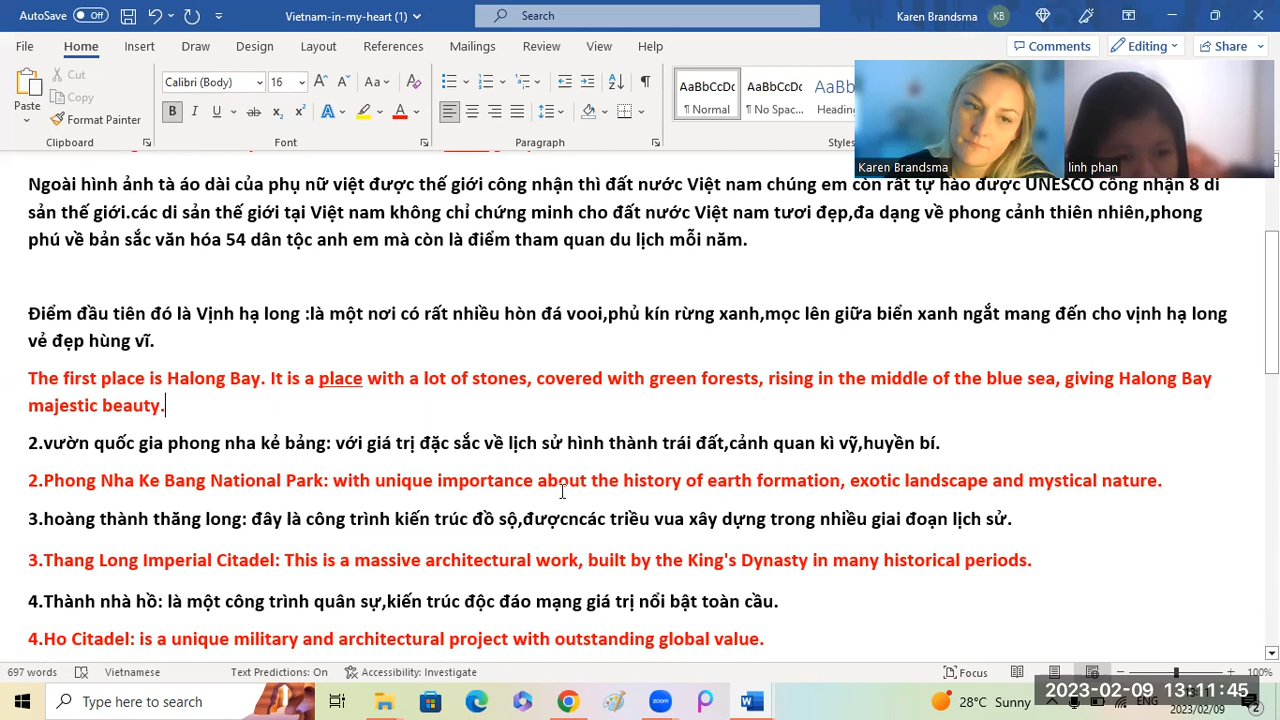 AutoSave Off Vietnam-in-my-heart (1) Search Karen Brandsma KB
File Home Insert Draw Design Layout References Mailings Review View Help Comments Editing Share
Paste Cut Copy Format Painter Calibri (Body) 16 AaBbCcDc ¶ Normal AaBbCcDc ¶ No Spac... AaBbCc Heading
Clipboard Font Paragraph Styles
Karen Brandsma linh phan
Ngoài hình ảnh tà áo dài của phụ nữ việt được thế giới công nhận thì đất nước Việt nam chúng em còn rất tự hào được UNESCO công nhận 8 di
sản thế giới.các di sản thế giới tại Việt nam không chỉ chứng minh cho đất nước Việt nam tươi đẹp,đa dạng về phong cảnh thiên nhiên,phong
phú về bản sắc văn hóa 54 dân tộc anh em mà còn là điểm tham quan du lịch mỗi năm.
Điểm đầu tiên đó là Vịnh hạ long :là một nơi có rất nhiều hòn đá vooi,phủ kín rừng xanh,mọc lên giữa biển xanh ngắt mang đến cho vịnh hạ long
vẻ đẹp hùng vĩ.
The first place is Halong Bay. It is a place with a lot of stones, covered with green forests, rising in the middle of the blue sea, giving Halong Bay
majestic beauty.
2.vườn quốc gia phong nha kẻ bảng: với giá trị đặc sắc về lịch sử hình thành trái đất,cảnh quan kì vỹ,huyền bí.
2.Phong Nha Ke Bang National Park: with unique importance about the history of earth formation, exotic landscape and mystical nature.
3.hoàng thành thăng long: đây là công trình kiến trúc đồ sộ,đượcncác triều vua xây dựng trong nhiều giai đoạn lịch sử.
3.Thang Long Imperial Citadel: This is a massive architectural work, built by the King's Dynasty in many historical periods.
4.Thành nhà hồ: là một công trình quân sự,kiến trúc độc đáo mạng giá trị nổi bật toàn cầu.
4.Ho Citadel: is a unique military and architectural project with outstanding global value.
697 words Vietnamese Text Predictions: On Accessibility: Investigate Focus 100%
Type here to search zoom 28°C Sunny ENG 2023-02-09 13:11:45
2023/02/09 2